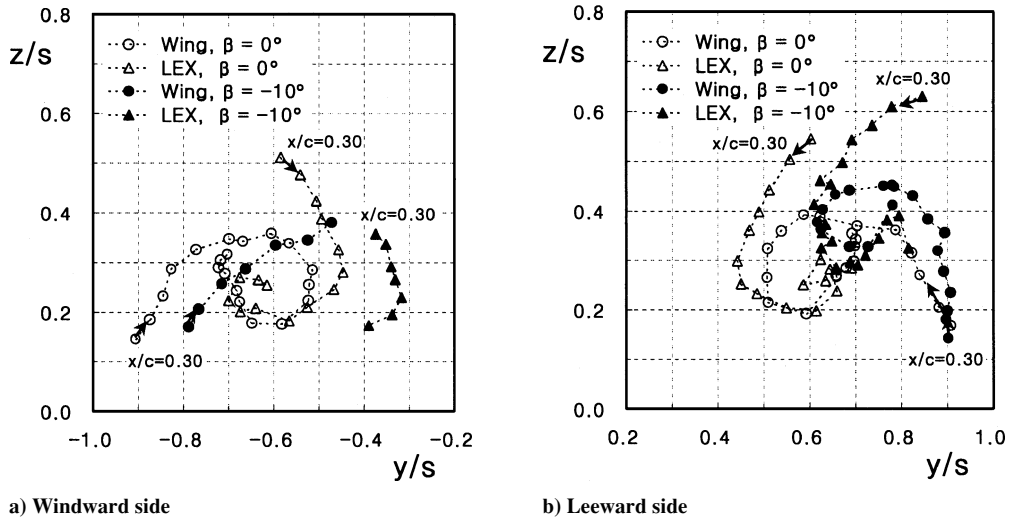 0.8
z/s
0.6
0.4
0.2
0.0
Wing, β = 0°
LEX, β = 0°
Wing, β = −10°
LEX, β = −10°
x/c=0.30
x/c=0.30
x/c=0.30
−1.0 −0.8 −0.6 −0.4 −0.2
y/s
a) Windward side
0.8
z/s
0.6
0.4
0.2
0.0
Wing, β = 0°
LEX, β = 0°
Wing, β = −10°
LEX, β = −10°
x/c=0.30
x/c=0.30
x/c=0.30
0.2 0.4 0.6 0.8 1.0
y/s
b) Leeward side